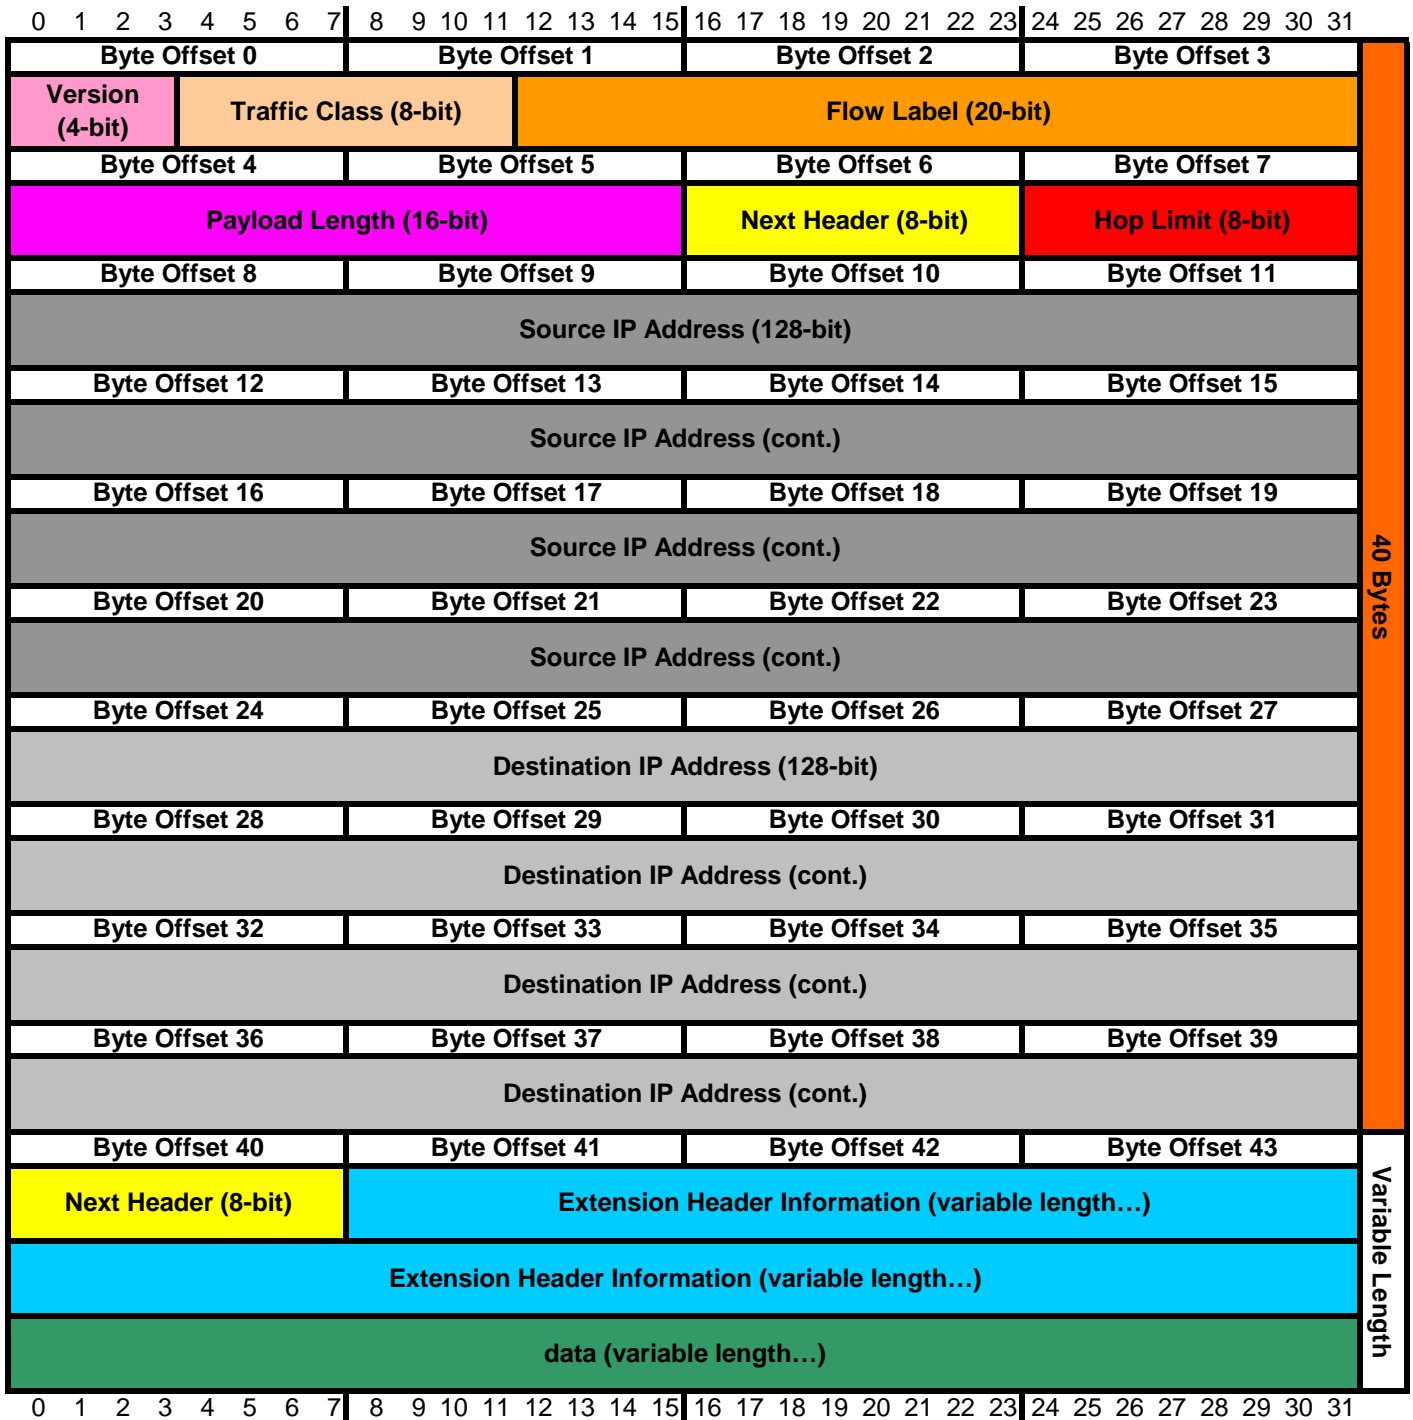 0 1 2 3 4 5 6 7 8 9 10 11 12 13 14 15 16 17 18 19 20 21 22 23 24 25 26 27 28 29 30 31
Byte Offset 0 Byte Offset 1 Byte Offset 2 Byte Offset 3
Version (4-bit) Traffic Class (8-bit) Flow Label (20-bit)
Byte Offset 4 Byte Offset 5 Byte Offset 6 Byte Offset 7
Payload Length (16-bit) Next Header (8-bit) Hop Limit (8-bit)
Byte Offset 8 Byte Offset 9 Byte Offset 10 Byte Offset 11
Source IP Address (128-bit)
Byte Offset 12 Byte Offset 13 Byte Offset 14 Byte Offset 15
Source IP Address (cont.)
Byte Offset 16 Byte Offset 17 Byte Offset 18 Byte Offset 19
Source IP Address (cont.)
Byte Offset 20 Byte Offset 21 Byte Offset 22 Byte Offset 23
Source IP Address (cont.)
Byte Offset 24 Byte Offset 25 Byte Offset 26 Byte Offset 27
Destination IP Address (128-bit)
Byte Offset 28 Byte Offset 29 Byte Offset 30 Byte Offset 31
Destination IP Address (cont.)
Byte Offset 32 Byte Offset 33 Byte Offset 34 Byte Offset 35
Destination IP Address (cont.)
Byte Offset 36 Byte Offset 37 Byte Offset 38 Byte Offset 39
Destination IP Address (cont.)
40 Bytes
Byte Offset 40 Byte Offset 41 Byte Offset 42 Byte Offset 43
Next Header (8-bit) Extension Header Information (variable length…)
Extension Header Information (variable length…)
data (variable length…)
Variable Length
0 1 2 3 4 5 6 7 8 9 10 11 12 13 14 15 16 17 18 19 20 21 22 23 24 25 26 27 28 29 30 31